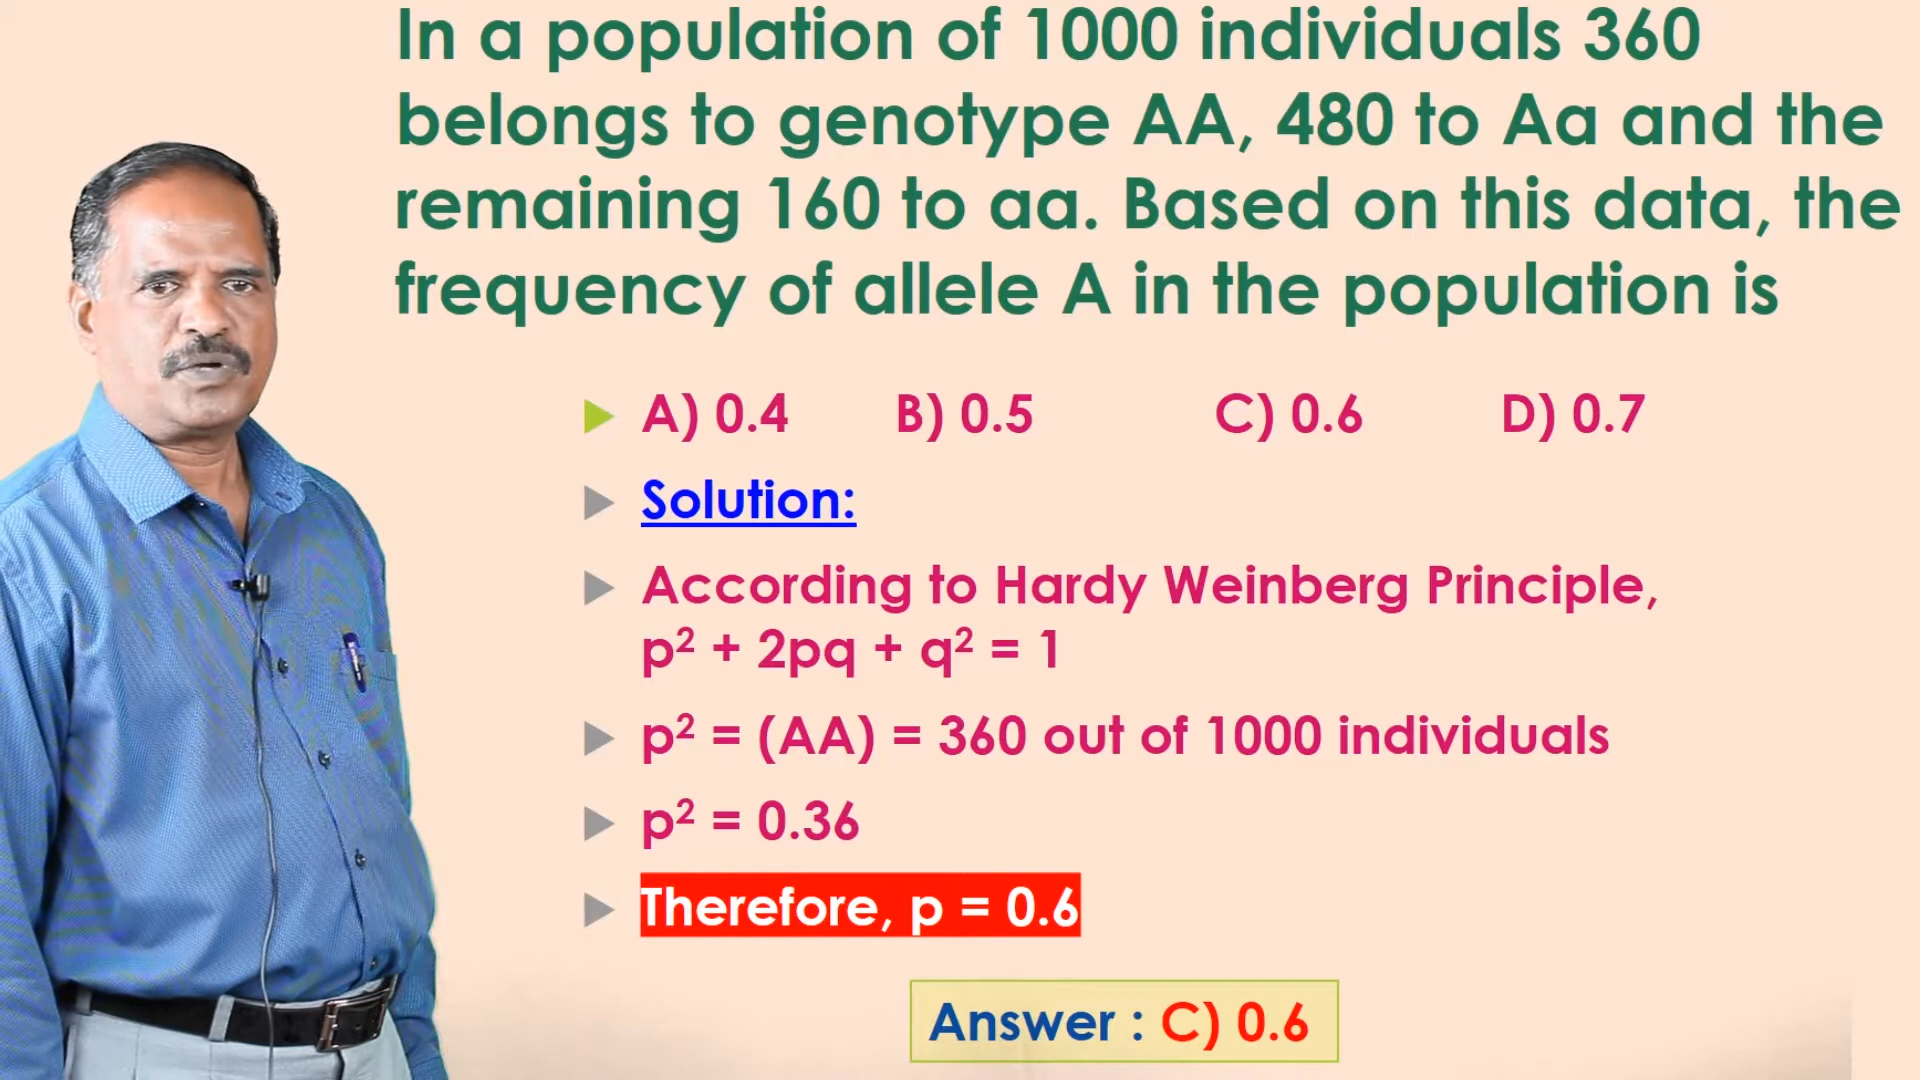 In a population of 1000 individuals 360
belongs to genotype AA, 480 to Aa and the
remaining 160 to aa. Based on this data, the
frequency of allele A in the population is
A) 0.4 B) 0.5 C) 0.6 D) 0.7
Solution:
According to Hardy Weinberg Principle,
p² + 2pq + q² = 1
p² = (AA) = 360 out of 1000 individuals
p² = 0.36
Therefore, p = 0.6
Answer : C) 0.6